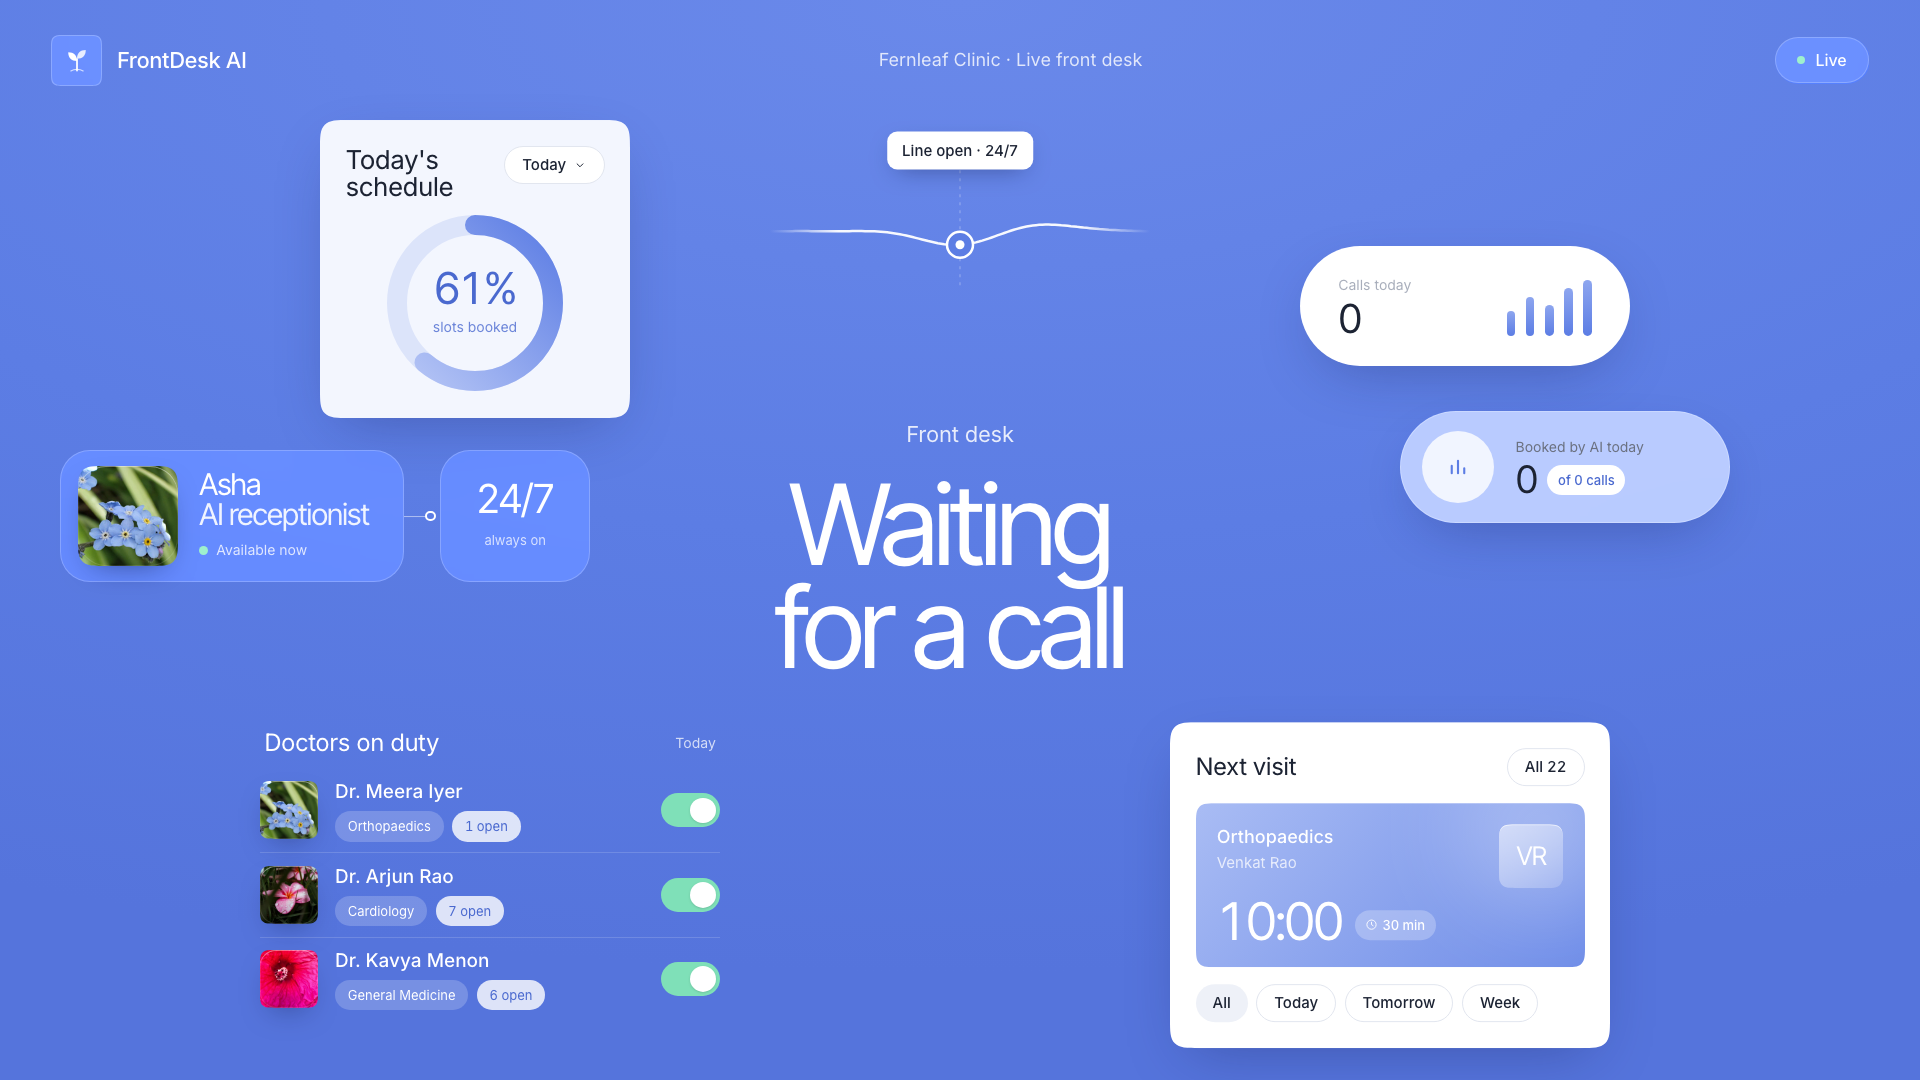 FrontDesk AI
Fernleaf Clinic · Live front desk
Live
Today's
schedule
Today
61%
slots booked
Line open · 24/7
Calls today
0
Booked by AI today
0
of 0 calls
Asha
AI receptionist
Available now
24/7
always on
Front desk
Waiting
for a call
Doctors on duty
Today
Dr. Meera Iyer
Orthopaedics
1 open
Dr. Arjun Rao
Cardiology
7 open
Dr. Kavya Menon
General Medicine
6 open
Next visit
All 22
Orthopaedics
Venkat Rao
VR
10:00
30 min
All
Today
Tomorrow
Week